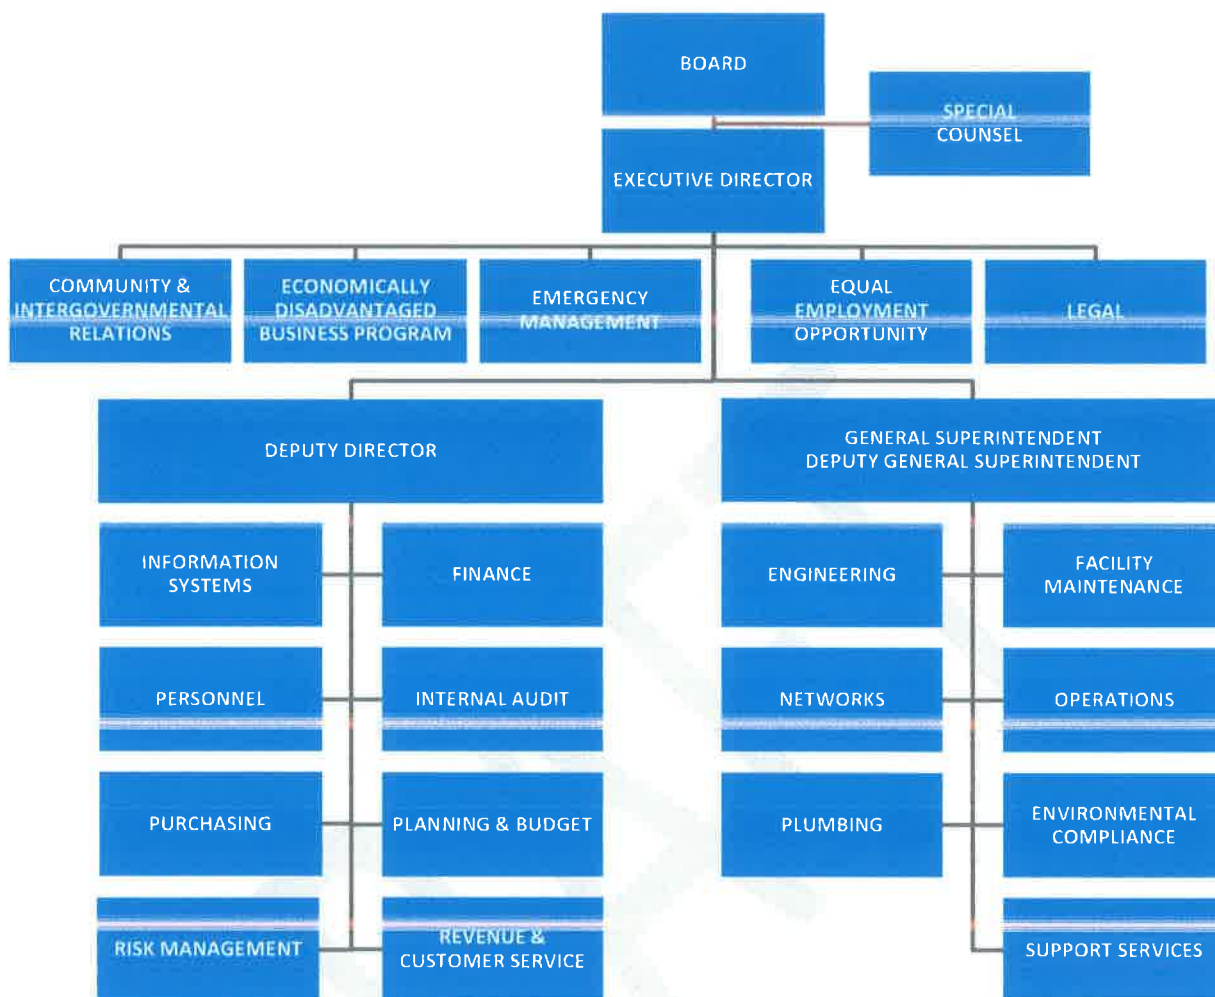 BOARD
SPECIAL
COUNSEL
EXECUTIVE DIRECTOR
COMMUNITY &
INTERGOVERNMENTAL
RELATIONS
ECONOMICALLY
DISADVANTAGED
BUSINESS PROGRAM
EMERGENCY
MANAGEMENT
EQUAL
EMPLOYMENT
OPPORTUNITY
LEGAL
DEPUTY DIRECTOR
GENERAL SUPERINTENDENT
DEPUTY GENERAL SUPERINTENDENT
INFORMATION
SYSTEMS
FINANCE
ENGINEERING
FACILITY
MAINTENANCE
PERSONNEL
INTERNAL AUDIT
NETWORKS
OPERATIONS
PURCHASING
PLANNING & BUDGET
PLUMBING
ENVIRONMENTAL
COMPLIANCE
RISK MANAGEMENT
REVENUE &
CUSTOMER SERVICE
SUPPORT SERVICES